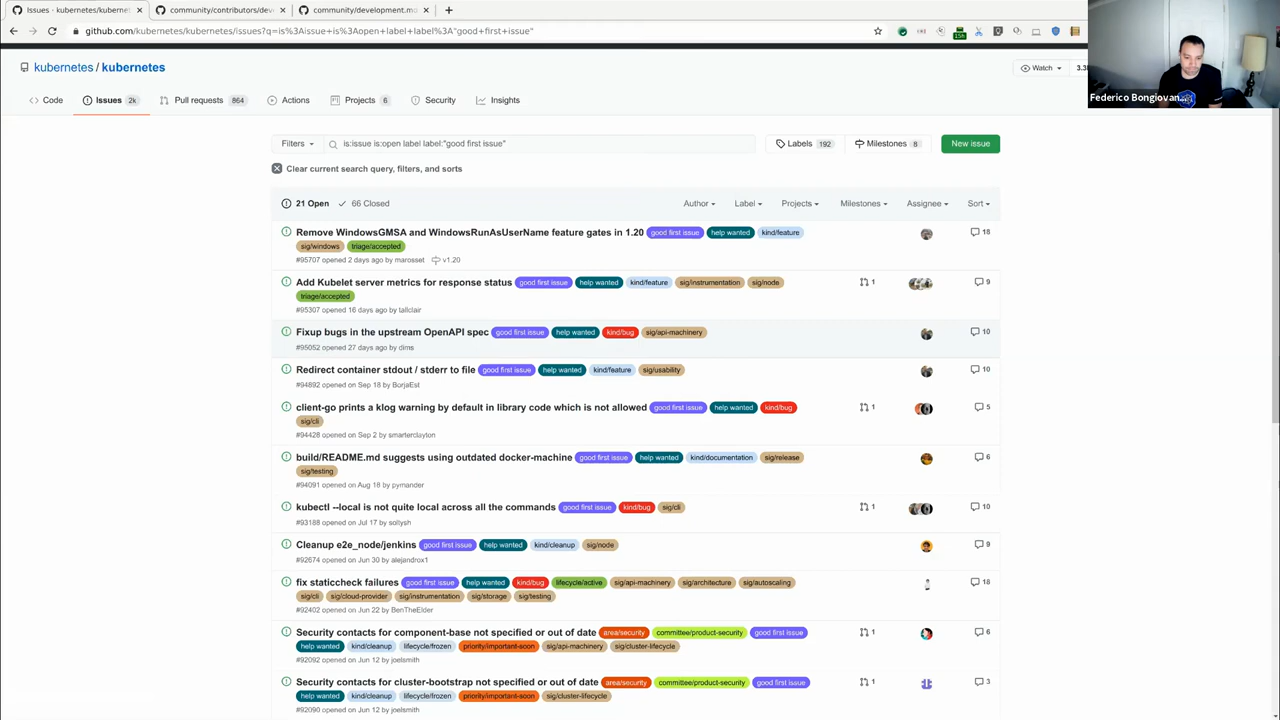 Issues · kubernetes/kubernet
community/contributors/deve
community/development.md
github.com/kubernetes/kubernetes/issues?q=is%3Aissue+is%3Aopen+label+label%3A"good+first+issue"
kubernetes / kubernetes
Watch
Federico Bongiovan
Code
Issues 2k
Pull requests 864
Actions
Projects 6
Security
Insights
Filters
is:issue is:open label label:"good first issue"
Labels 192
Milestones 8
New issue
Clear current search query, filters, and sorts
21 Open 66 Closed
Author Label Projects Milestones Assignee Sort
Remove WindowsGMSA and WindowsRunAsUserName feature gates in 1.20 good first issue help wanted kind/feature 18
sig/windows triage/accepted
#95707 opened 2 days ago by marosset v1.20
Add Kubelet server metrics for response status good first issue help wanted kind/feature sig/instrumentation sig/node 1 9
triage/accepted
#95307 opened 16 days ago by tallclair
Fixup bugs in the upstream OpenAPI spec good first issue help wanted kind/bug sig/api-machinery 10
#95052 opened 27 days ago by dims
Redirect container stdout / stderr to file good first issue help wanted kind/feature sig/usability 10
#94892 opened on Sep 18 by BorjaEst
client-go prints a klog warning by default in library code which is not allowed good first issue help wanted kind/bug 1 5
sig/cli
#94428 opened on Sep 2 by smarterclayton
build/README.md suggests using outdated docker-machine good first issue help wanted kind/documentation sig/release 6
sig/testing
#94091 opened on Aug 18 by pymander
kubectl --local is not quite local across all the commands good first issue kind/bug sig/cli 1 10
#93188 opened on Jul 17 by soltysh
Cleanup e2e_node/jenkins good first issue help wanted kind/cleanup sig/node 9
#92674 opened on Jun 30 by alejandrox1
fix staticcheck failures good first issue help wanted kind/bug lifecycle/active sig/api-machinery sig/architecture sig/autoscaling 18
sig/cli sig/cloud-provider sig/instrumentation sig/storage sig/testing
#92402 opened on Jun 22 by BenTheElder
Security contacts for component-base not specified or out of date area/security committee/product-security good first issue 1 6
help wanted kind/cleanup lifecycle/frozen priority/important-soon sig/api-machinery sig/cluster-lifecycle
#92092 opened on Jun 12 by joelsmith
Security contacts for cluster-bootstrap not specified or out of date area/security committee/product-security good first issue 1 3
help wanted kind/cleanup lifecycle/frozen priority/important-soon sig/cluster-lifecycle
#92090 opened on Jun 12 by joelsmith